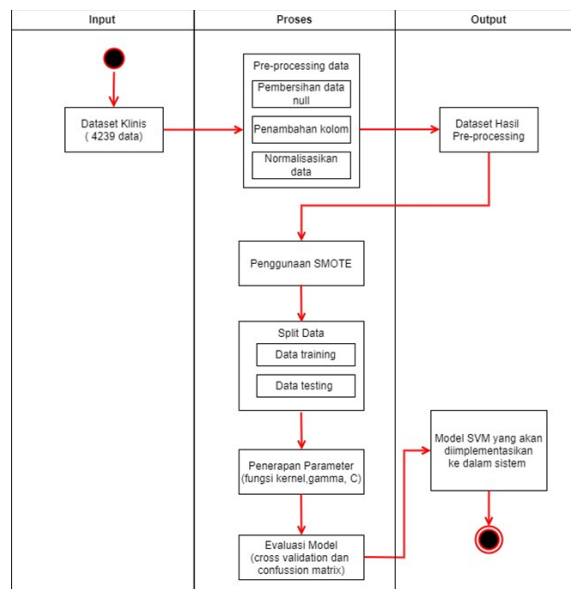 Input
Proses
Output
Pre-processing data
Pembersihan data
null
Penambahan kolom
Normalisasikan
data
Dataset Klinis
( 4239 data)
Dataset Hasil
Pre-processing
Penggunaan SMOTE
Split Data
Data training
Data testing
Penerapan Parameter
(fungsi kernel,gamma, C)
Evaluasi Model
(cross validation dan
confussion matrix)
Model SVM yang akan
diimplementasikan
ke dalam sistem